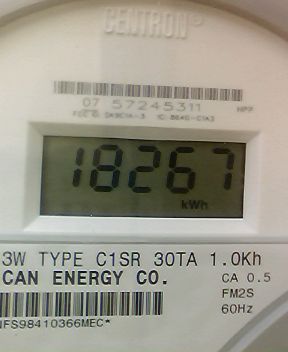 CENTRON®
07 57245311
18267
kWh
3W TYPE C1SR 30TA 1.0Kh
CAN ENERGY CO. CA 0.5
FM2S
60Hz
NFS98410366MEC*